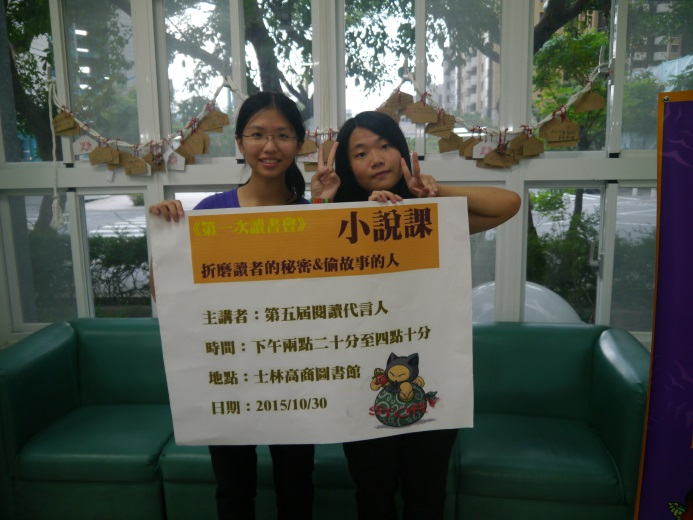 《第一次讀書會》 小說課
折磨讀者的秘密&偷故事的人
主講者：第五屆閱讀代言人
時間：下午兩點二十分至四點十分
地點：士林高商圖書館
日期：2015/10/30